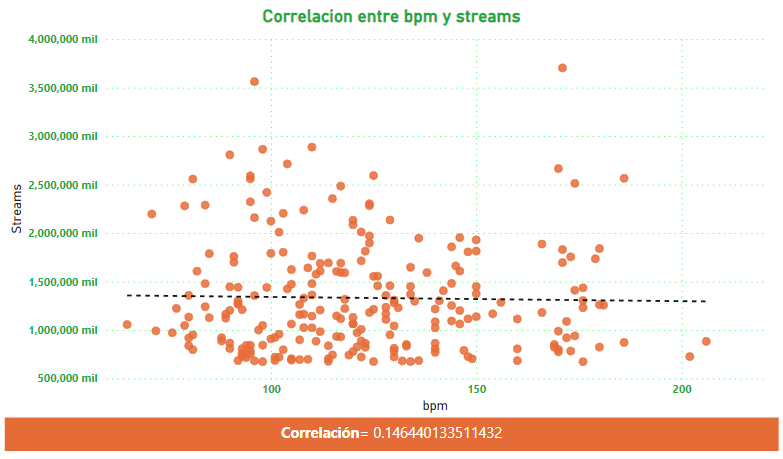 Correlacion entre bpm y streams
4,000,000 mil
3,500,000 mil
3,000,000 mil
2,500,000 mil
2,000,000 mil
1,500,000 mil
1,000,000 mil
500,000 mil
Streams
100
150
200
bpm
Correlación= 0.146440133511432